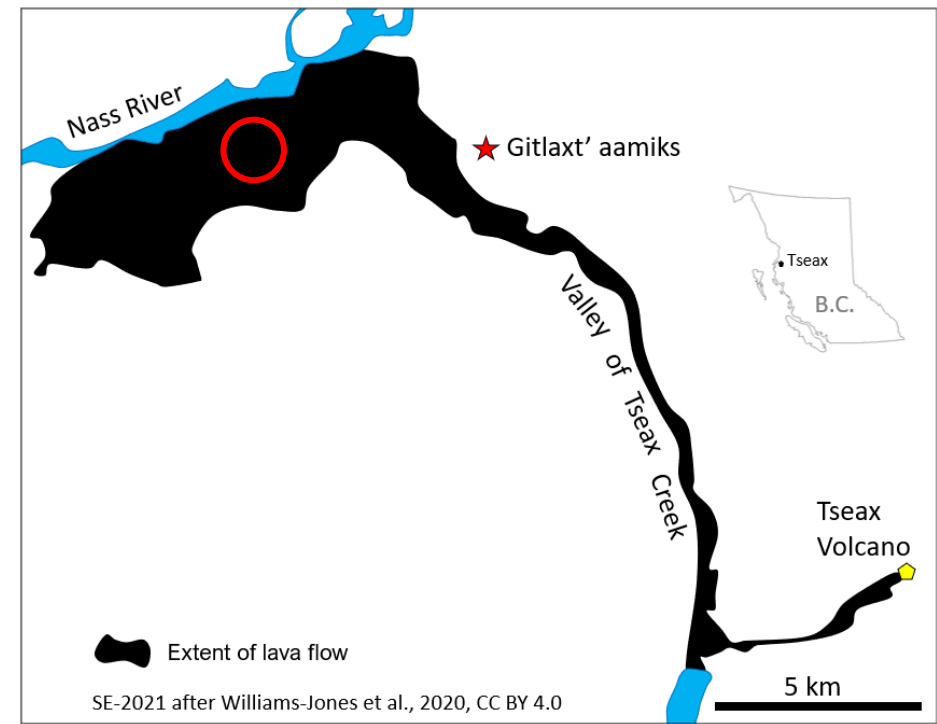 Nass River
Gitlaxt' aamiks
Tseax
B.C.
Valley of Tseax Creek
Tseax
Volcano
Extent of lava flow
5 km
SE-2021 after Williams-Jones et al., 2020, CC BY 4.0